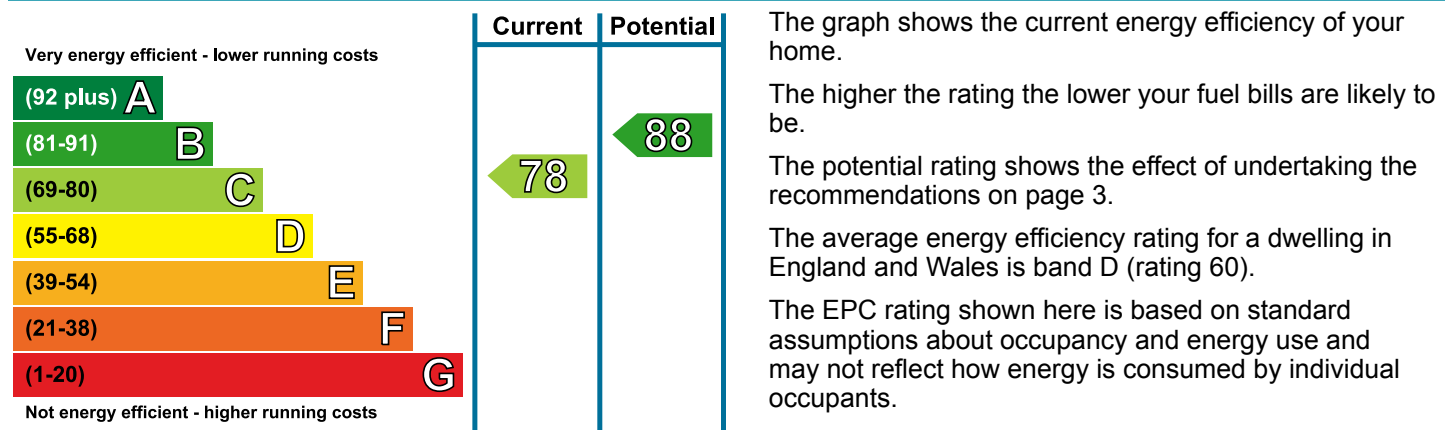 Current Potential
Very energy efficient - lower running costs
(92 plus) A
(81-91) B
(69-80) C
(55-68) D
(39-54) E
(21-38) F
(1-20) G
Not energy efficient - higher running costs
78
88
The graph shows the current energy efficiency of your
home.
The higher the rating the lower your fuel bills are likely to
be.
The potential rating shows the effect of undertaking the
recommendations on page 3.
The average energy efficiency rating for a dwelling in
England and Wales is band D (rating 60).
The EPC rating shown here is based on standard
assumptions about occupancy and energy use and
may not reflect how energy is consumed by individual
occupants.